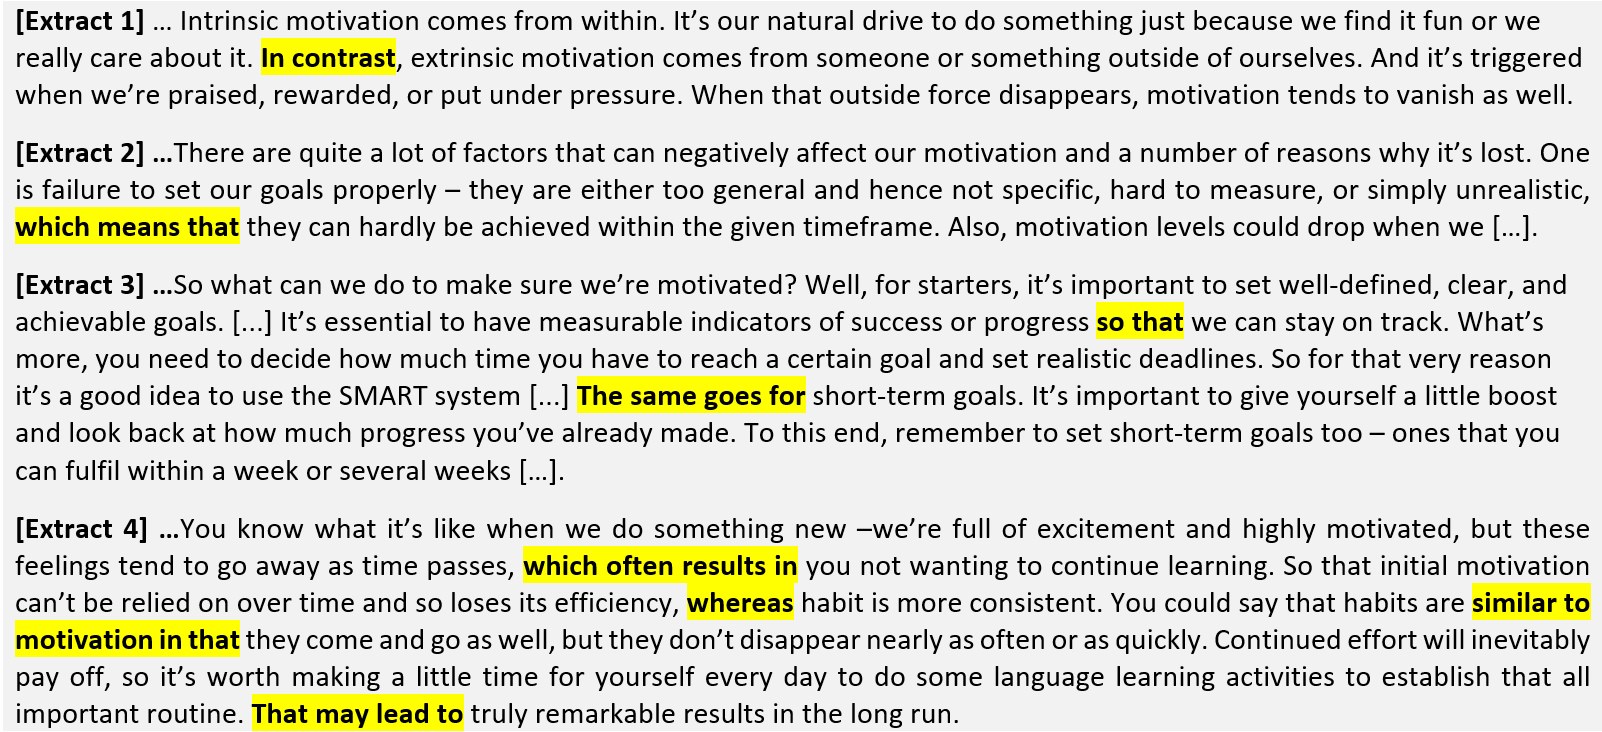 [Extract 1] ... Intrinsic motivation comes from within. It’s our natural drive to do something just because we find it fun or we
really care about it. In contrast, extrinsic motivation comes from someone or something outside of ourselves. And it’s triggered
when we’re praised, rewarded, or put under pressure. When that outside force disappears, motivation tends to vanish as well.
[Extract 2] ...There are quite a lot of factors that can negatively affect our motivation and a number of reasons why it’s lost. One
is failure to set our goals properly – they are either too general and hence not specific, hard to measure, or simply unrealistic,
which means that they can hardly be achieved within the given timeframe. Also, motivation levels could drop when we [...].
[Extract 3] ...So what can we do to make sure we’re motivated? Well, for starters, it’s important to set well-defined, clear, and
achievable goals. [...] It’s essential to have measurable indicators of success or progress so that we can stay on track. What’s
more, you need to decide how much time you have to reach a certain goal and set realistic deadlines. So for that very reason
it’s a good idea to use the SMART system [...] The same goes for short-term goals. It’s important to give yourself a little boost
and look back at how much progress you’ve already made. To this end, remember to set short-term goals too – ones that you
can fulfil within a week or several weeks [...].
[Extract 4] ...You know what it’s like when we do something new –we’re full of excitement and highly motivated, but these
feelings tend to go away as time passes, which often results in you not wanting to continue learning. So that initial motivation
can’t be relied on over time and so loses its efficiency, whereas habit is more consistent. You could say that habits are similar to
motivation in that they come and go as well, but they don’t disappear nearly as often or as quickly. Continued effort will inevitably
pay off, so it’s worth making a little time for yourself every day to do some language learning activities to establish that all
important routine. That may lead to truly remarkable results in the long run.